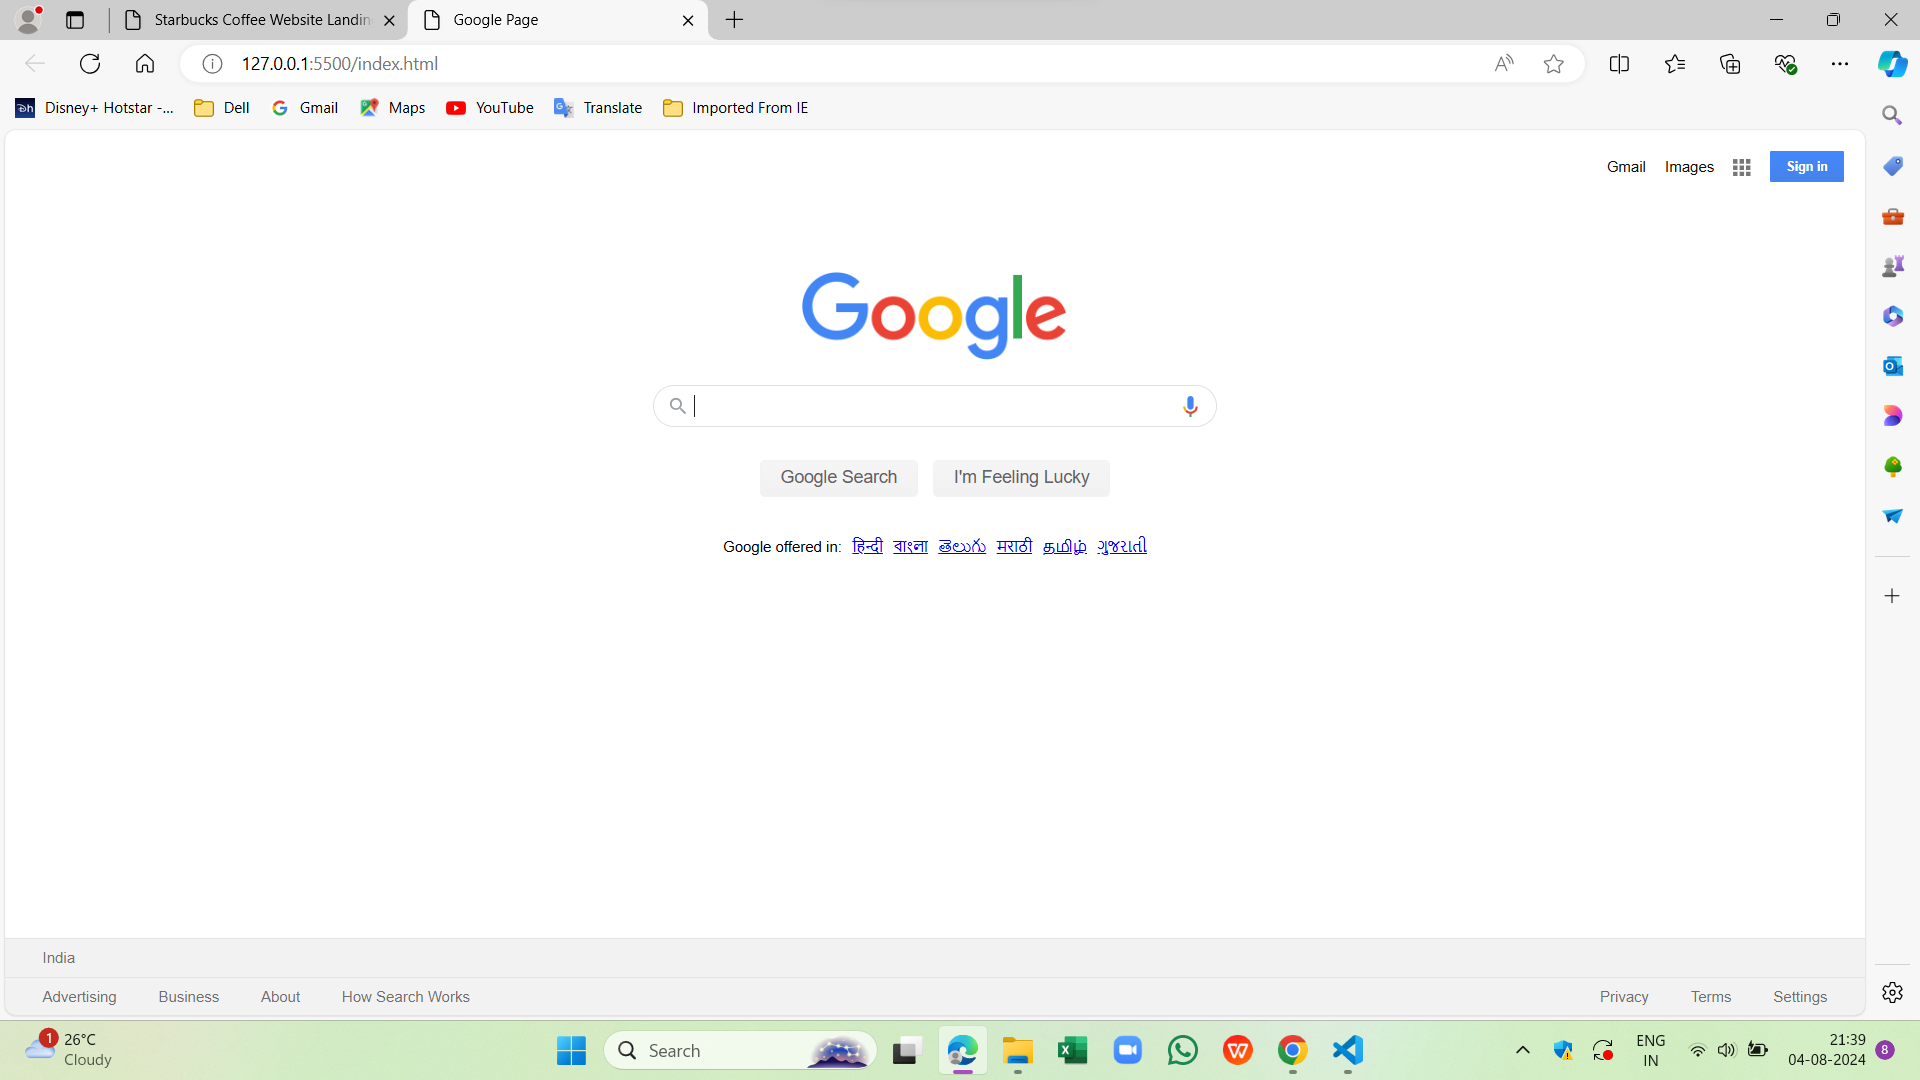 Starbucks Coffee Website Landin
Google Page
127.0.0.1:5500/index.html
Disney+ Hotstar -...
Dell
Gmail
Maps
YouTube
Translate
Imported From IE
Gmail
Images
Sign in
Google
Google Search
I'm Feeling Lucky
Google offered in: हिन्दी বাংলা తెలుగు मराठी தமிழ் ગુજરાતી
India
Advertising
Business
About
How Search Works
Privacy
Terms
Settings
1
26°C
Cloudy
Search
ENG
IN
21:39
04-08-2024
8